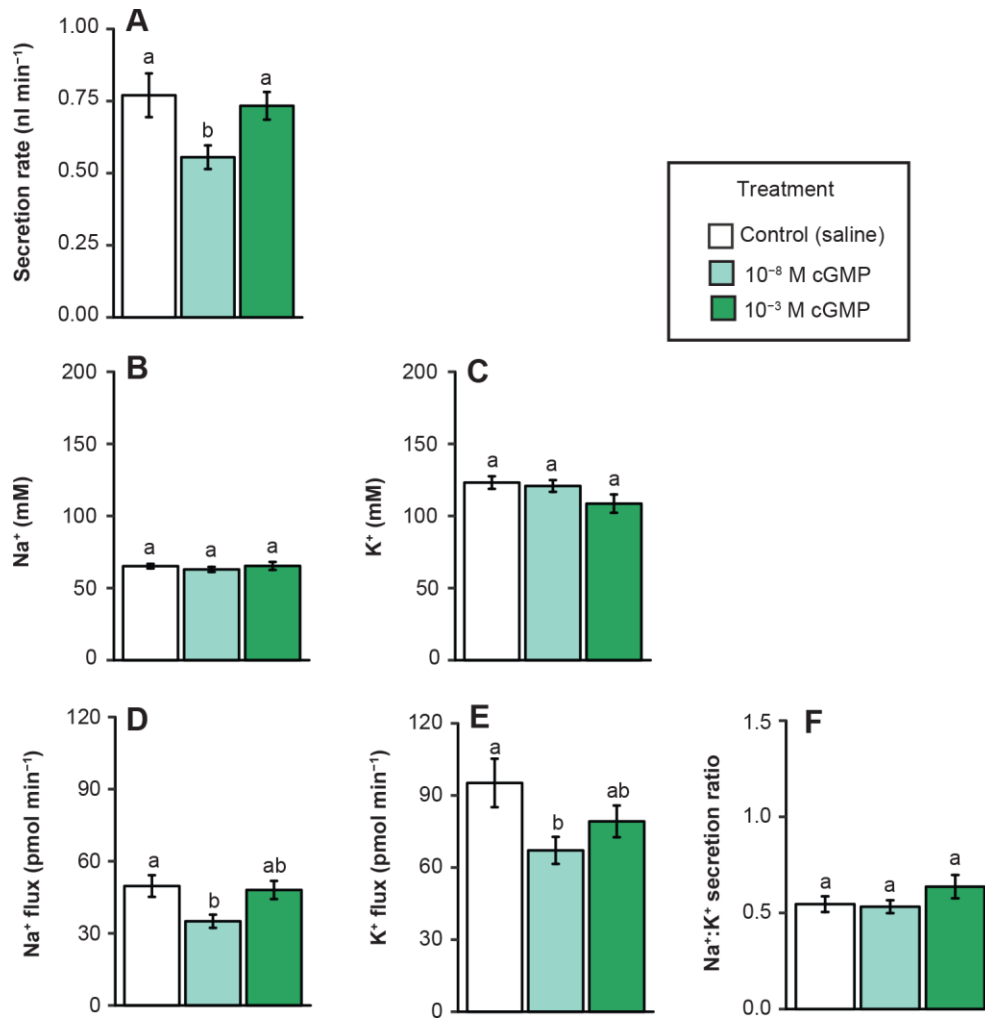 A
1.00
0.75
0.50
0.25
0.00
Secretion rate (nl min⁻¹)
a
b
a
Treatment
Control (saline)
10⁻⁸ M cGMP
10⁻³ M cGMP
B
200
150
100
50
0
Na⁺ (mM)
a
a
a
C
200
150
100
50
0
K⁺ (mM)
a
a
a
D
120
90
60
30
0
Na⁺ flux (pmol min⁻¹)
a
b
ab
E
120
90
60
30
0
K⁺ flux (pmol min⁻¹)
a
b
ab
F
1.5
1.0
0.5
0.0
Na⁺:K⁺ secretion ratio
a
a
a